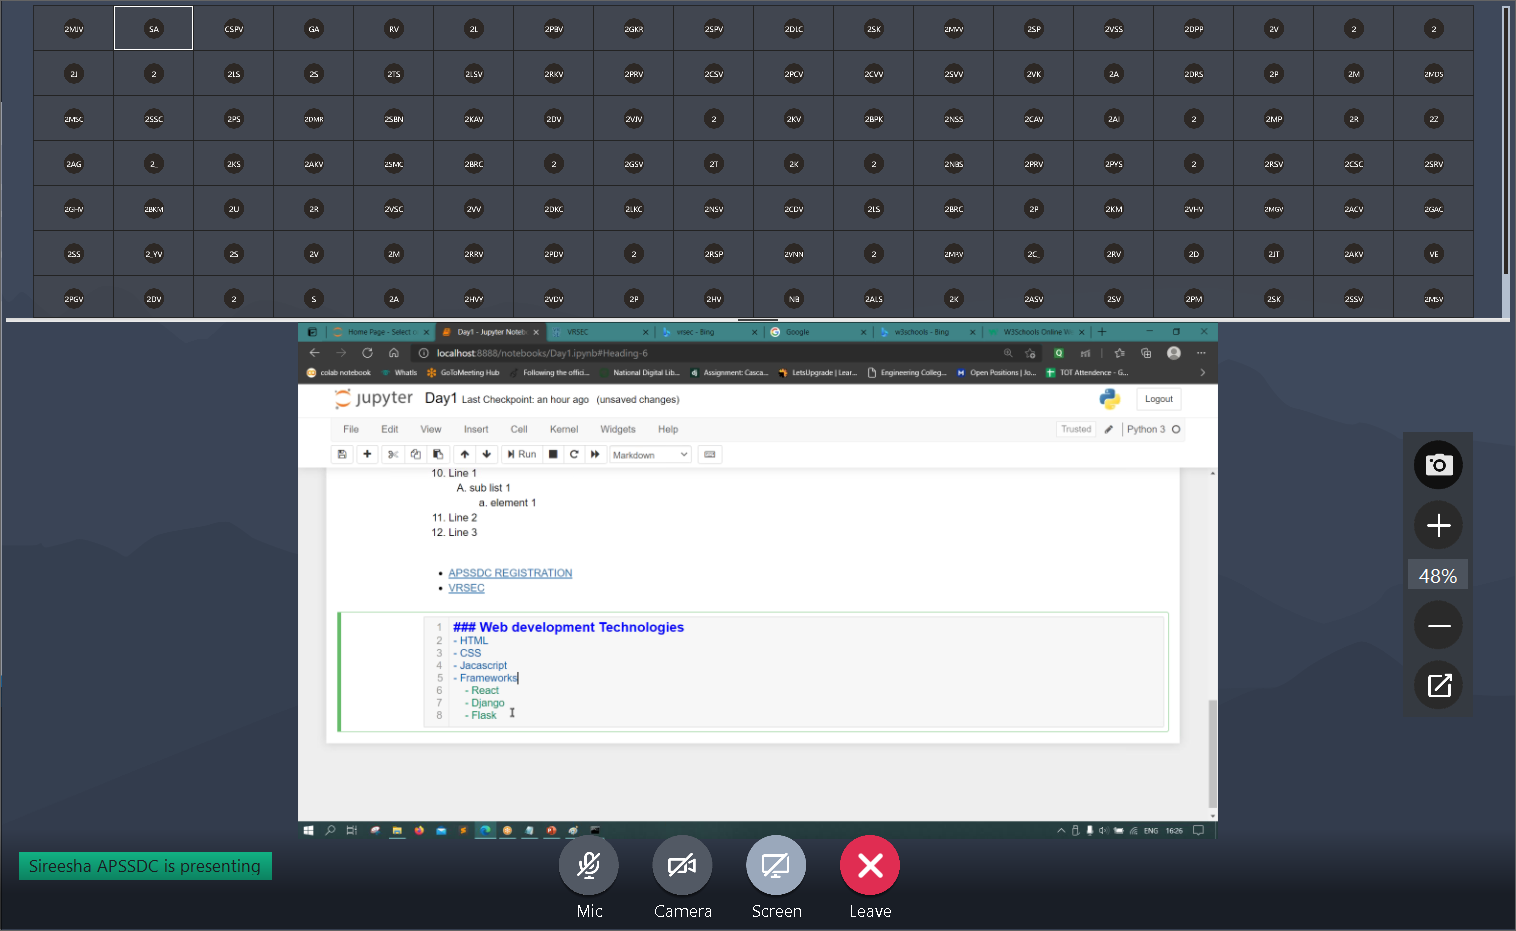 2MJV SA CSPV GA RV 2L 2PBV 2GKR 2SPV 2DLC 2SK 2MVV 2SP 2VSS 2DPP 2V 2 2
2J 2 2LS 2S 2TS 2LSV 2RKV 2PRV 2CSV 2PCV 2CVV 2SVV 2VK 2A 2DRS 2P 2M 2MDS
2MSC 2SSC 2PS 2DMR 2SBN 2KAV 2DV 2VJV 2 2KV 2BPK 2NSS 2CAV 2AI 2 2MP 2R 2Z
2AG 2_ 2KS 2AKV 2SMC 2BRC 2 2GSV 2T 2K 2 2NBS 2PRV 2PYS 2 2RSV 2CSC 2SRV
2GHV 2BKM 2U 2R 2VSC 2VV 2DKC 2LKC 2NSV 2CDV 2LS 2BRC 2P 2KM 2VHV 2MGV 2ACV 2GAC
2SS 2_YV 2S 2V 2M 2RRV 2PDV 2 2RSP 2VNN 2 2MRV 2C_ 2RV 2D 2JT 2AKV VE
2PGV 2DV 2 S 2A 2HVY 2VDV 2P 2HV NB 2ALS 2K 2ASV 2SV 2PM 2SK 2SSV 2MSV
Home Page - Select o Day1 - Jupyter Noteb VRSEC vrsec - Bing Google w3schools - Bing W3Schools Online W
localhost:8888/notebooks/Day1.ipynb#Heading-6
colab notebook WhatIs GoToMeeting Hub Following the offici... National Digital Lib... Assignment: Casca... LetsUpgrade | Lear... Engineering Colleg... Open Positions | Jo... TOT Attendence - G...
jupyter Day1 Last Checkpoint: an hour ago (unsaved changes) Logout
File Edit View Insert Cell Kernel Widgets Help Trusted Python 3
Run Markdown
10. Line 1
A. sub list 1
a. element 1
11. Line 2
12. Line 3
• APSSDC REGISTRATION
• VRSEC
1 ### Web development Technologies
2 - HTML
3 - CSS
4 - Jacascript
5 - Frameworks
6 - React
7 - Django
8 - Flask
48%
ENG 16:26
Sireesha APSSDC is presenting
Mic Camera Screen Leave